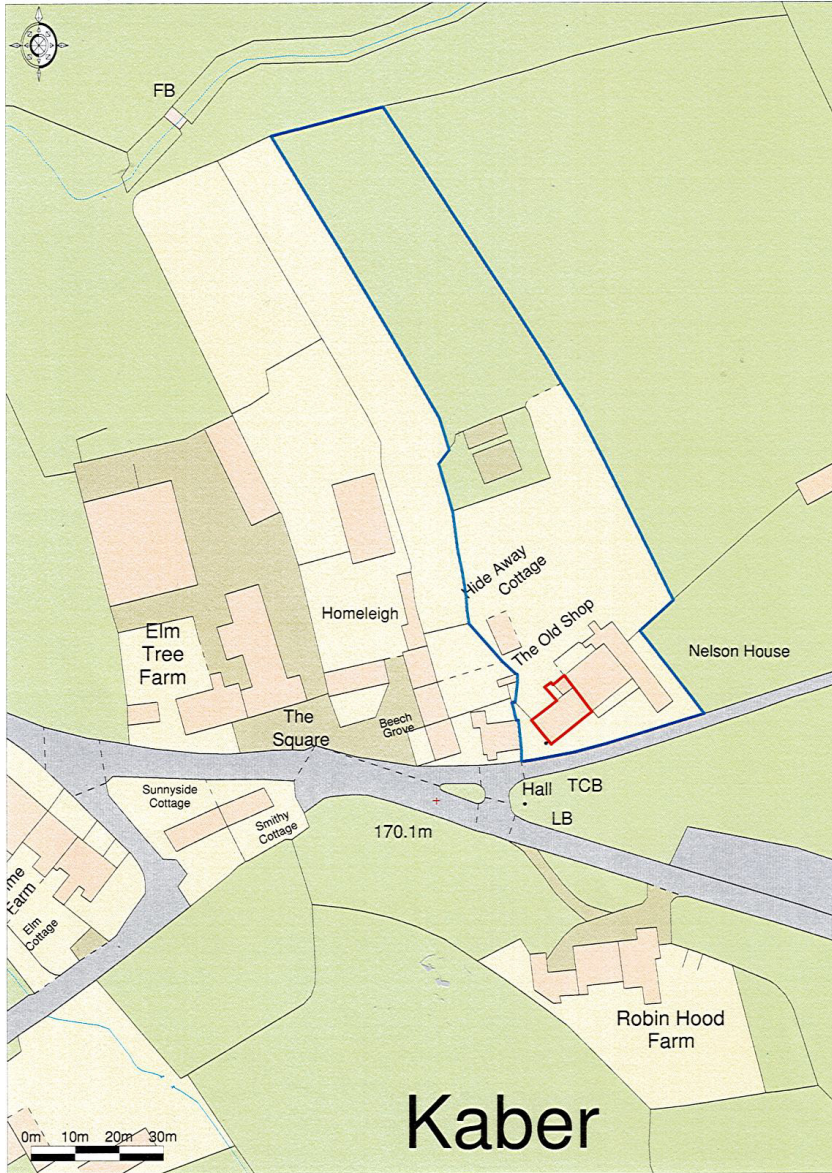 FB
Hide Away
Cottage
The Old Shop
Homeleigh
Elm
Tree
Farm
Nelson House
The
Square
Beech
Grove
Sunnyside
Cottage
Smithy
Cottage
Hall
TCB
LB
170.1m
Farm
Elm
Cottage
Robin Hood
Farm
Kaber
0m 10m 20m 30m